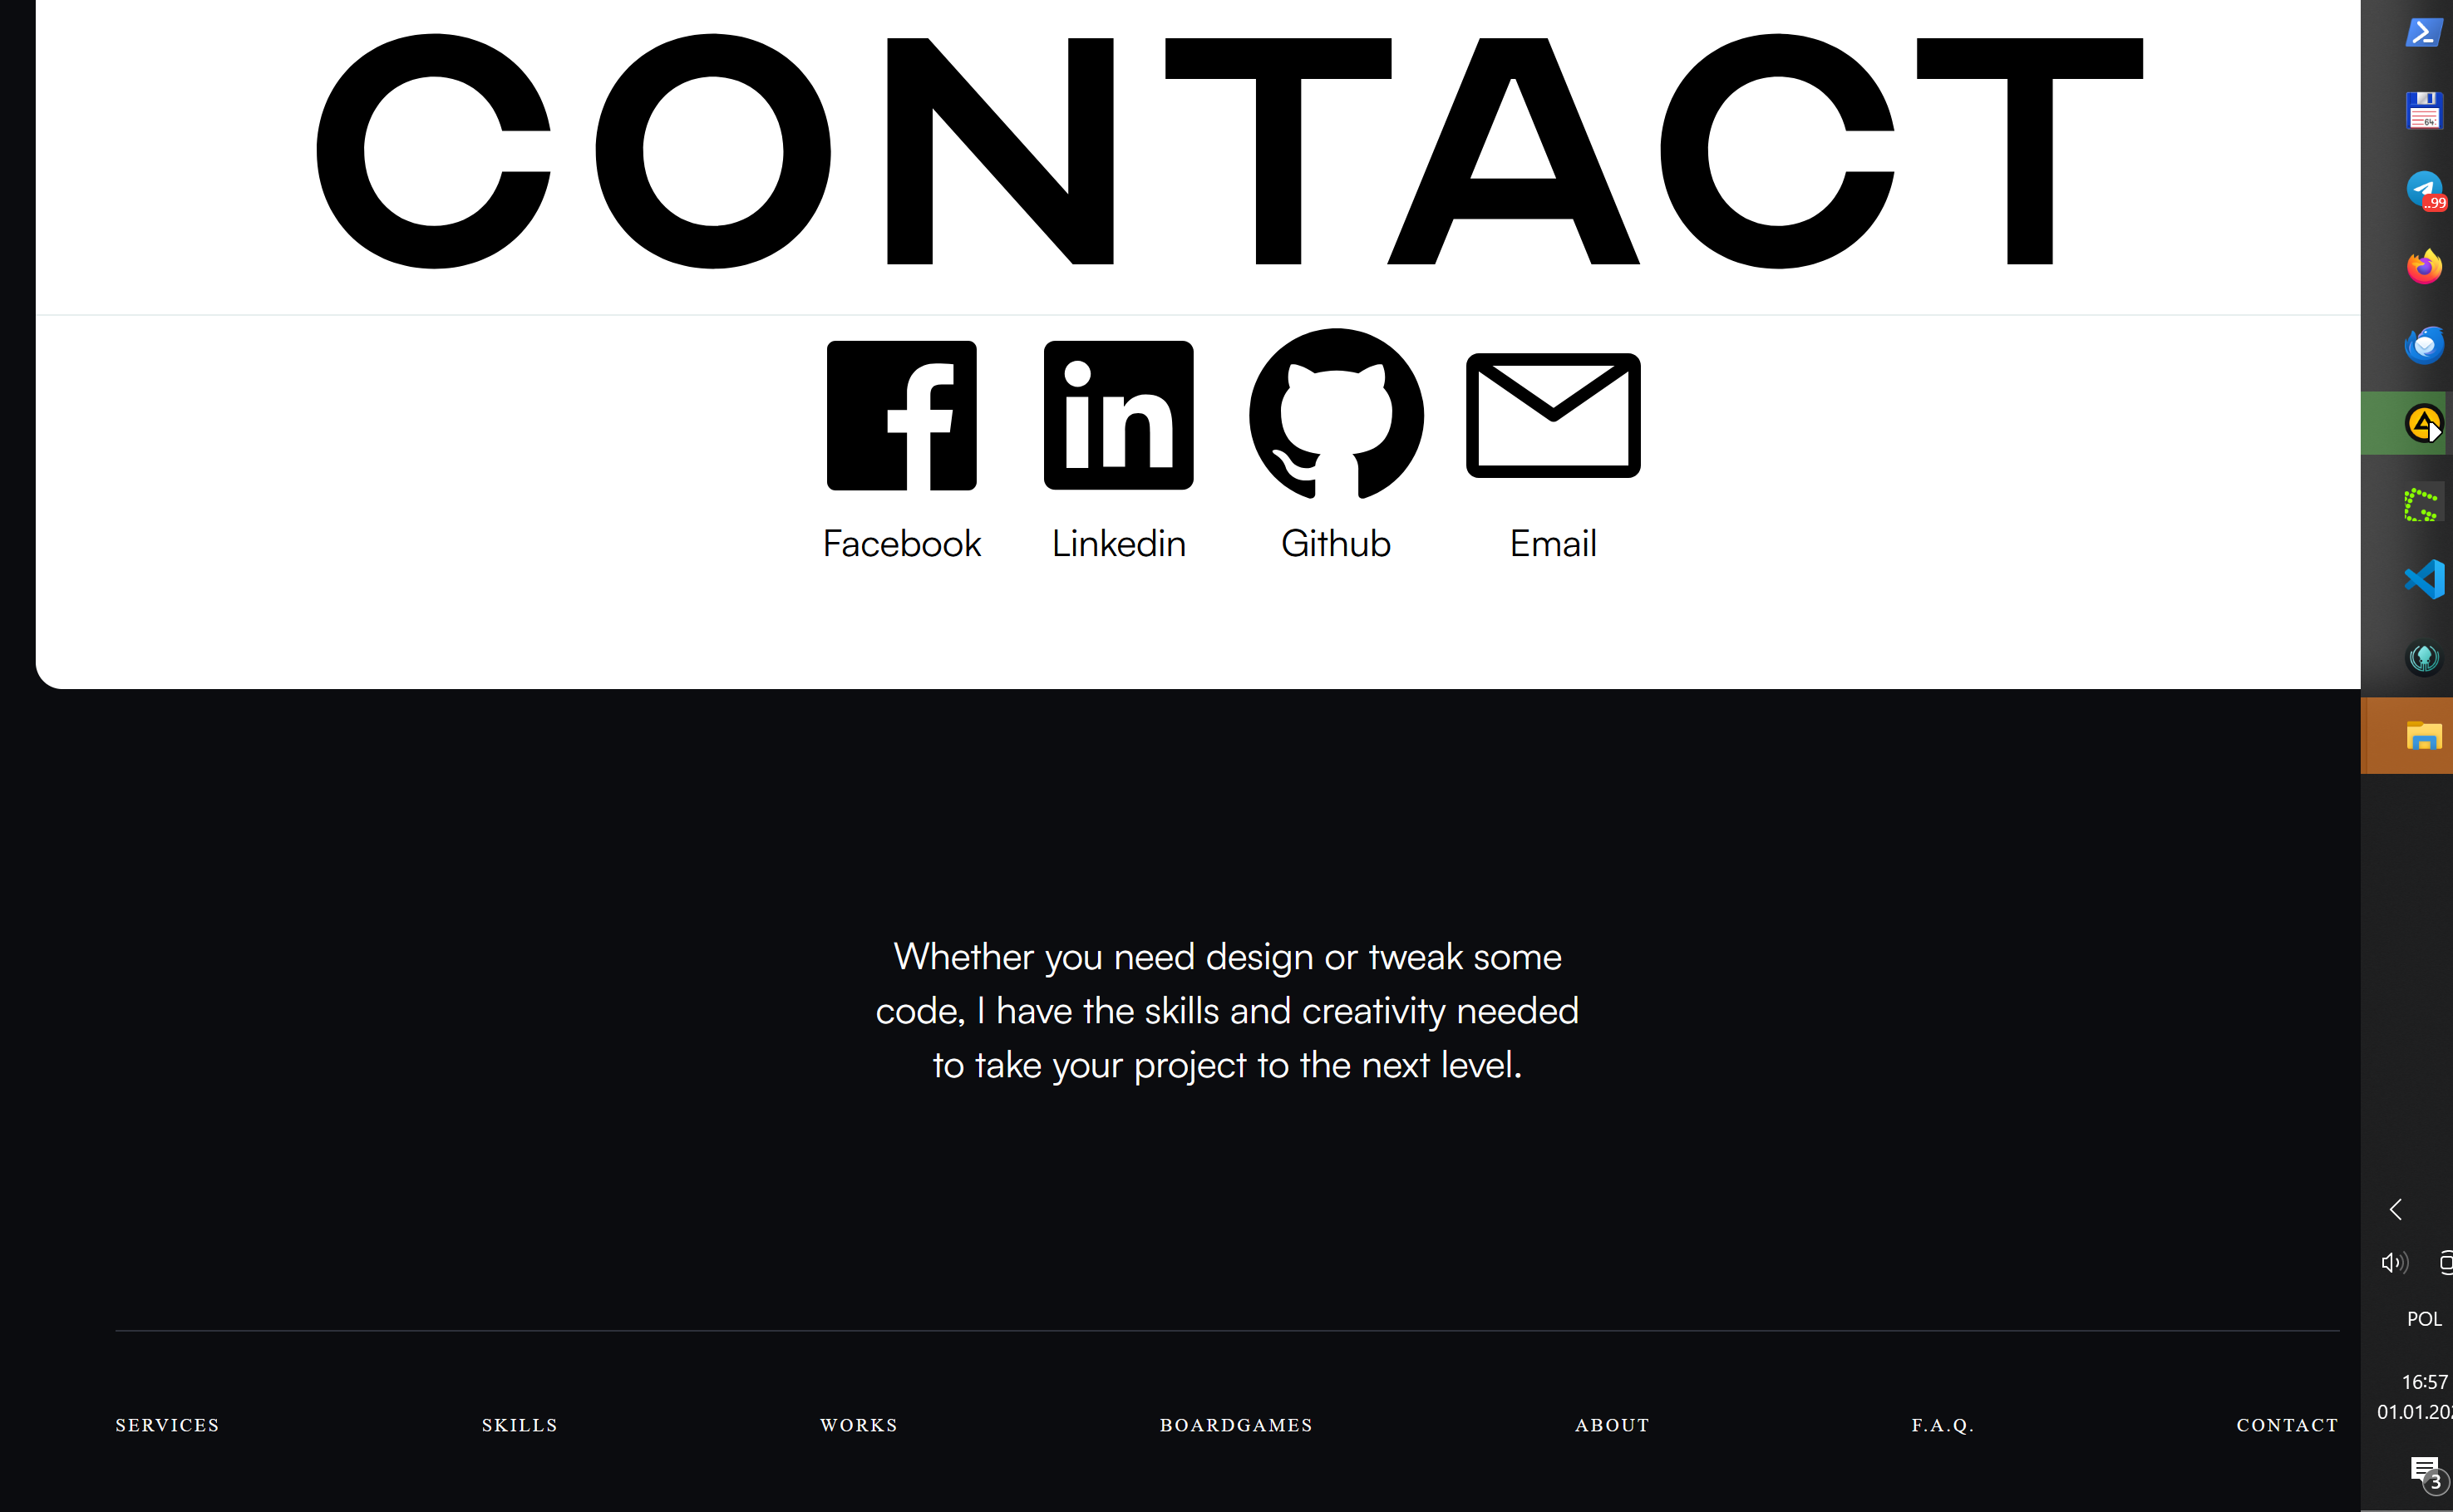 CONTACT
Facebook Linkedin Github Email
Whether you need design or tweak some
code, I have the skills and creativity needed
to take your project to the next level.
SERVICES SKILLS WORKS BOARDGAMES ABOUT F.A.Q. CONTACT
64
..99
POL
16:57
01.01.202
3